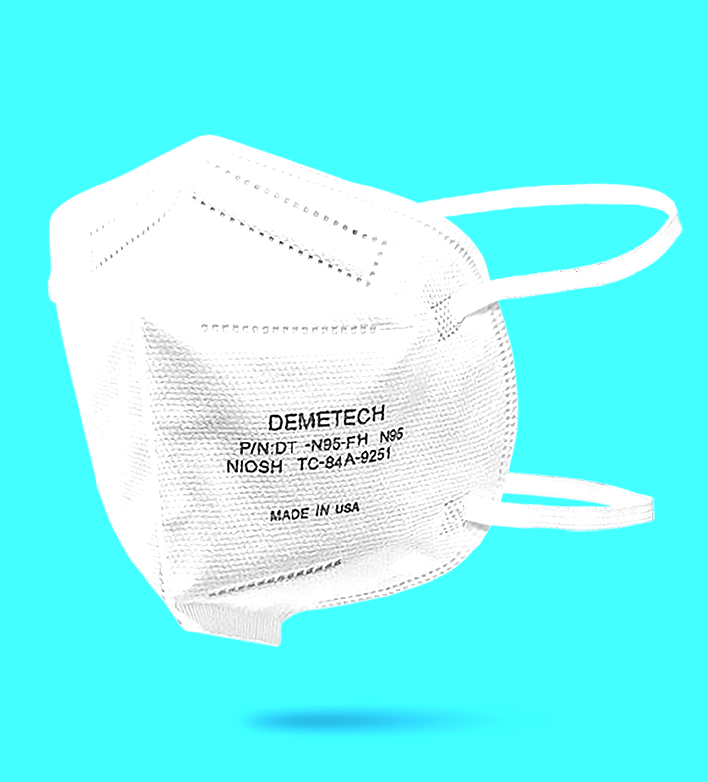 DEMETECH
P/N:DT -N95-FH N95
NIOSH TC-84A-9251
MADE IN USA